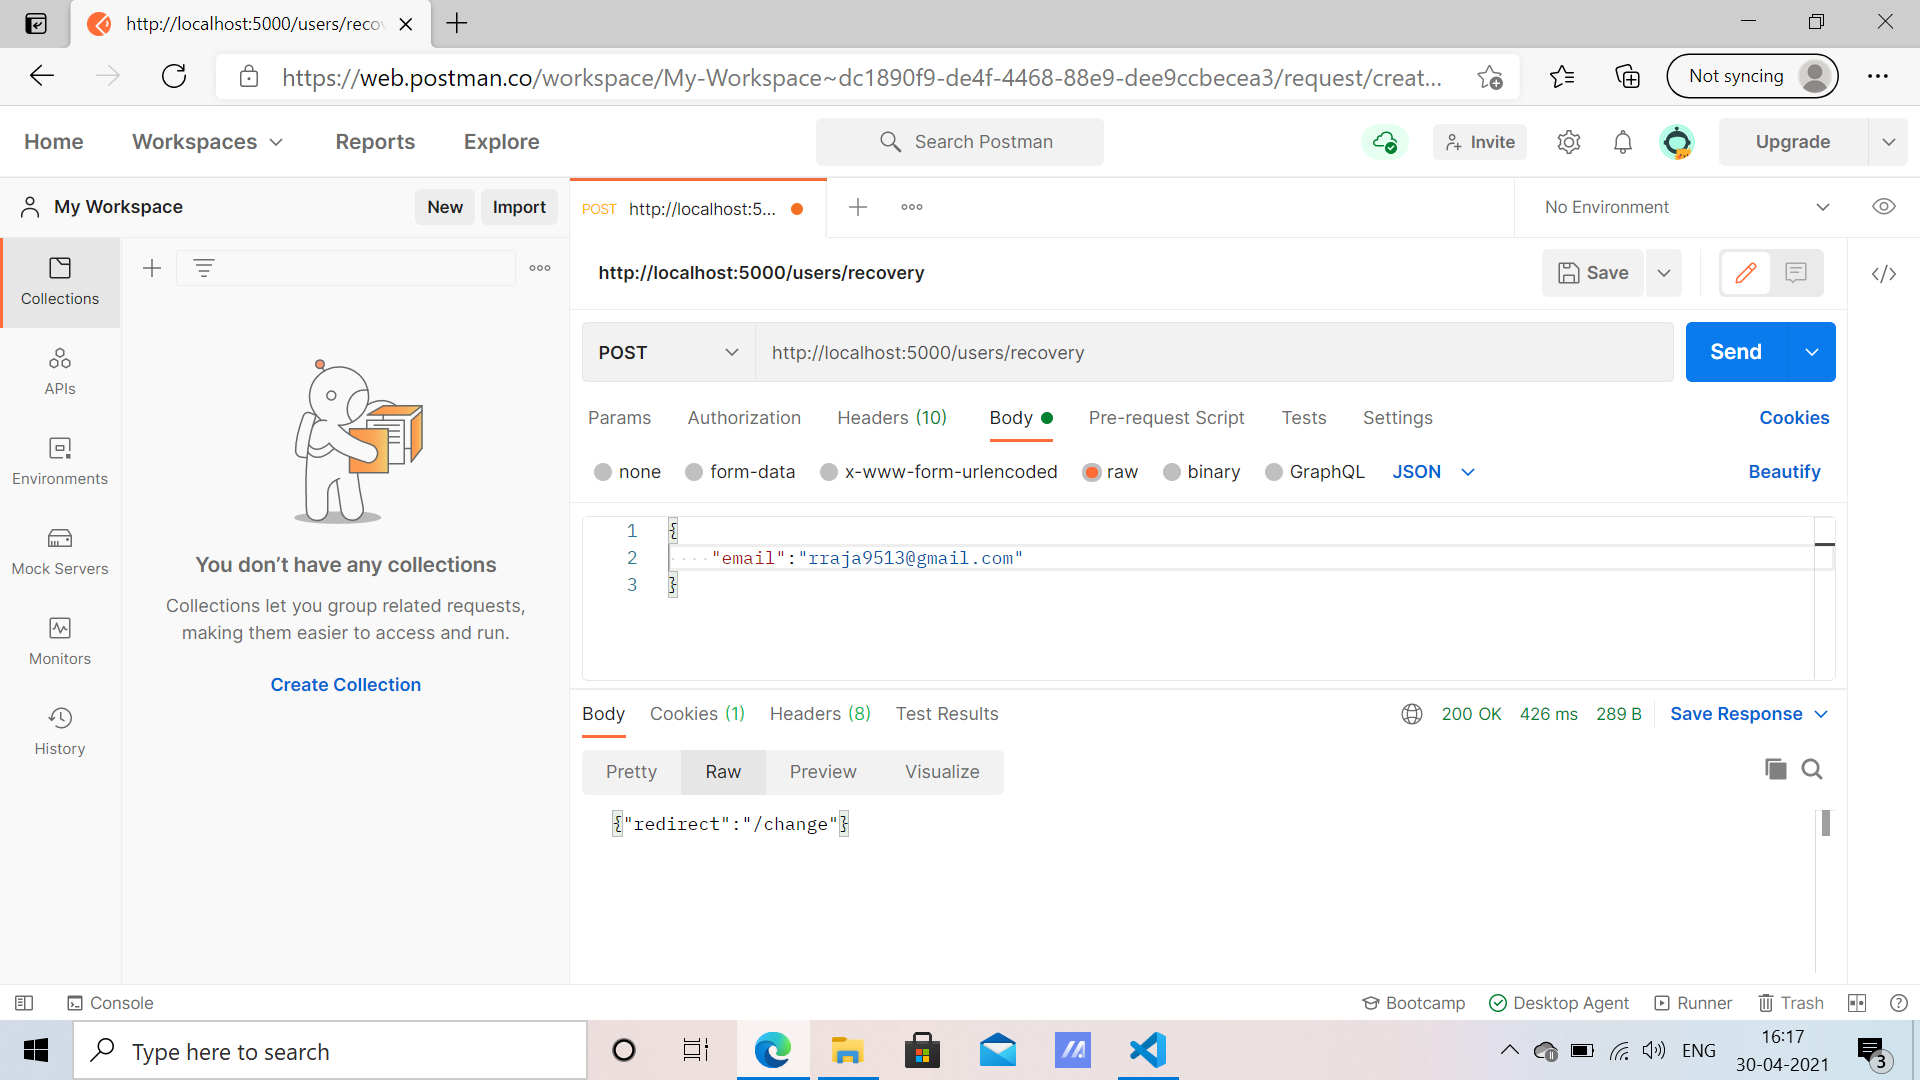 http://localhost:5000/users/reco
https://web.postman.co/workspace/My-Workspace~dc1890f9-de4f-4468-88e9-dee9ccbecea3/request/creat...
Not syncing
Home
Workspaces
Reports
Explore
Search Postman
Invite
Upgrade
My Workspace
New
Import
POST http://localhost:5...
No Environment
Collections
http://localhost:5000/users/recovery
Save
POST
http://localhost:5000/users/recovery
Send
APIs
Params
Authorization
Headers (10)
Body
Pre-request Script
Tests
Settings
Cookies
Environments
none
form-data
x-www-form-urlencoded
raw
binary
GraphQL
JSON
Beautify
1 {
2 "email":"rraja9513@gmail.com"
3 }
Mock Servers
You don’t have any collections
Collections let you group related requests,
making them easier to access and run.
Create Collection
Monitors
History
Body
Cookies (1)
Headers (8)
Test Results
200 OK
426 ms
289 B
Save Response
Pretty
Raw
Preview
Visualize
{"redirect":"/change"}
Console
Bootcamp
Desktop Agent
Runner
Trash
Type here to search
ENG
16:17
30-04-2021
3